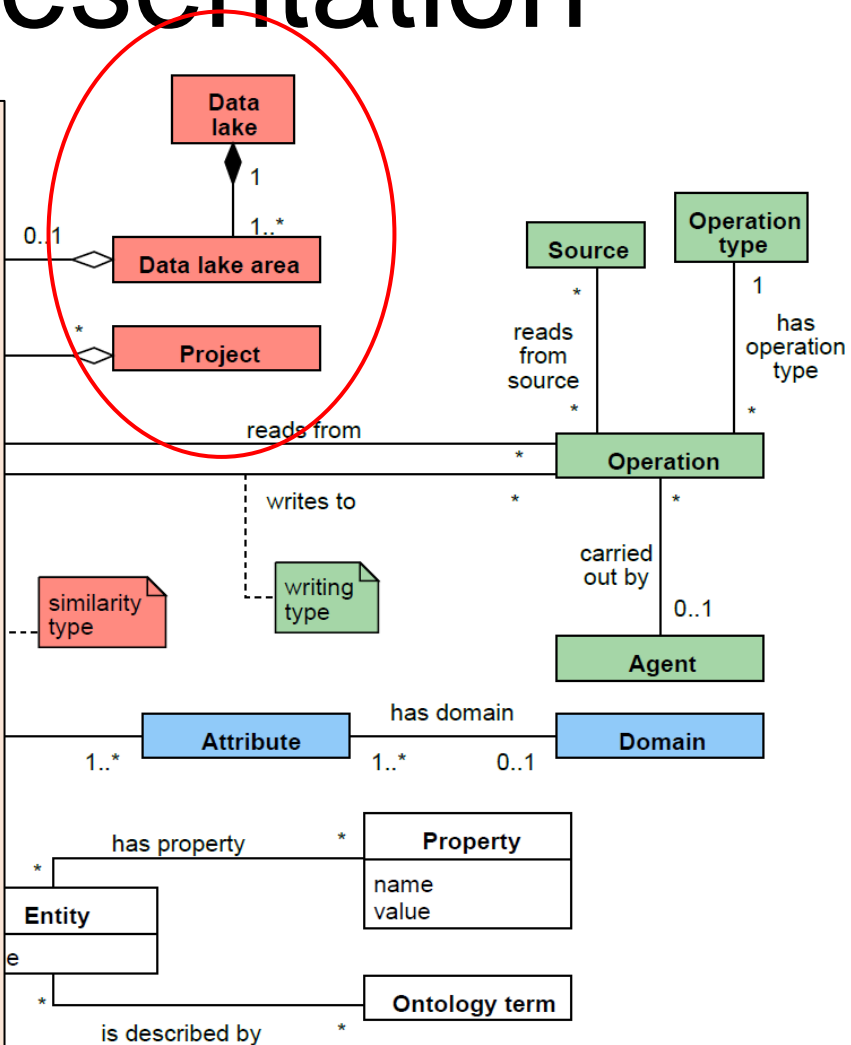 esentation
Data
lake
1
1..*
0..1
Data lake area
*
Project
Source
Operation
type
*
reads
from
source
*
1
has
operation
type
*
reads from
*
Operation
writes to
*
*
carried
out by
0..1
writing
type
similarity
type
Agent
has domain
Attribute
Domain
1..*
1..*
0..1
has property
*
Property
*
name
value
Entity
e
Ontology term
*
is described by
*